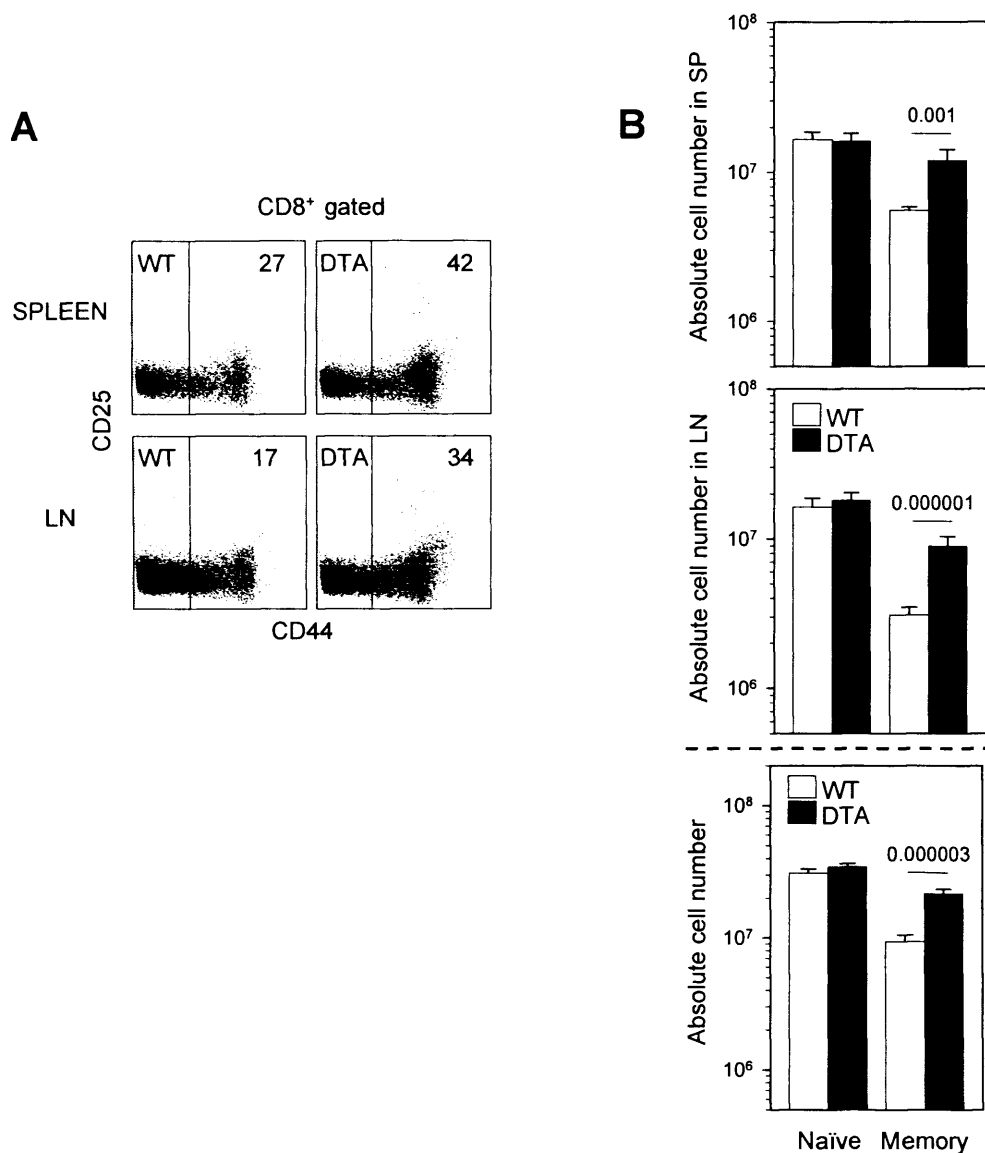 A
CD8⁺ gated
WT 27
DTA 42
SPLEEN
CD25
WT 17
DTA 34
LN
CD44
B
Absolute cell number in SP
10⁸
10⁷
10⁶
0.001
Absolute cell number in LN
10⁸
10⁷
10⁶
WT
DTA
0.000001
Absolute cell number
10⁸
10⁷
10⁶
WT
DTA
0.000003
Naïve Memory